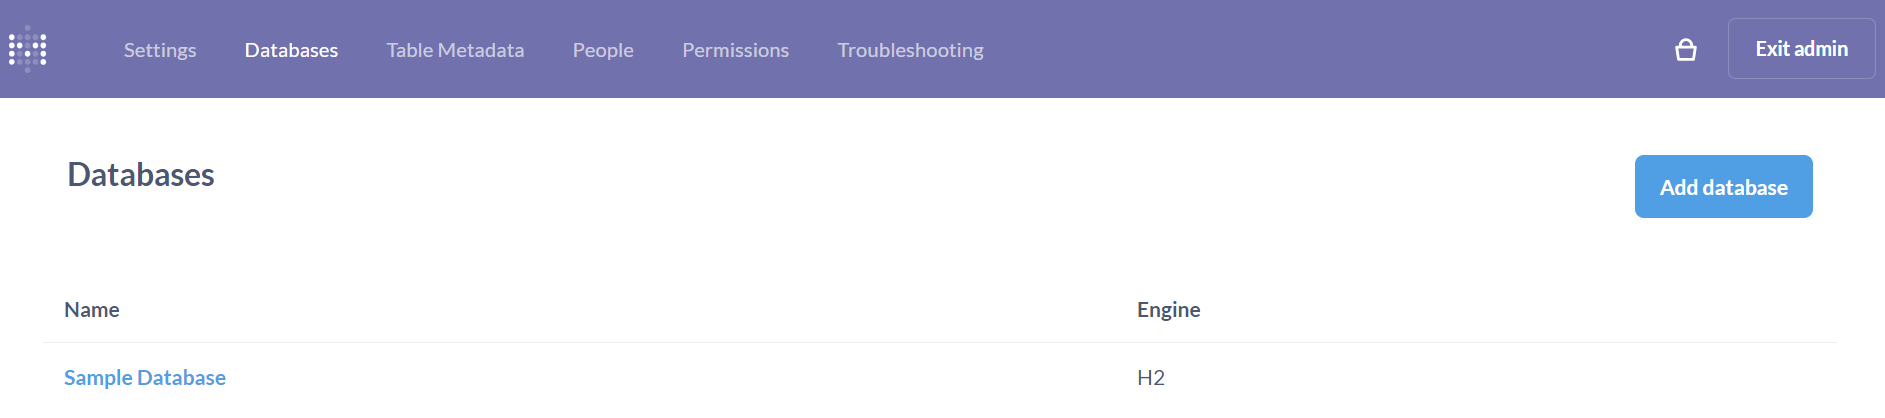 Settings Databases Table Metadata People Permissions Troubleshooting Exit admin
Databases Add database
Name Engine
Sample Database H2